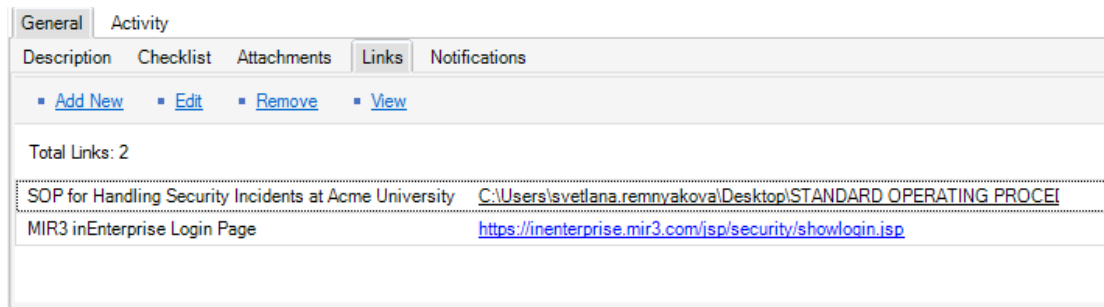 General Activity
Description Checklist Attachments Links Notifications
Add New Edit Remove View
Total Links: 2
SOP for Handling Security Incidents at Acme University C:\Users\svetlana.remnyakova\Desktop\STANDARD OPERATING PROCE
MIR3 inEnterprise Login Page https://inenterprise.mir3.com/jsp/security/showlogin.jsp